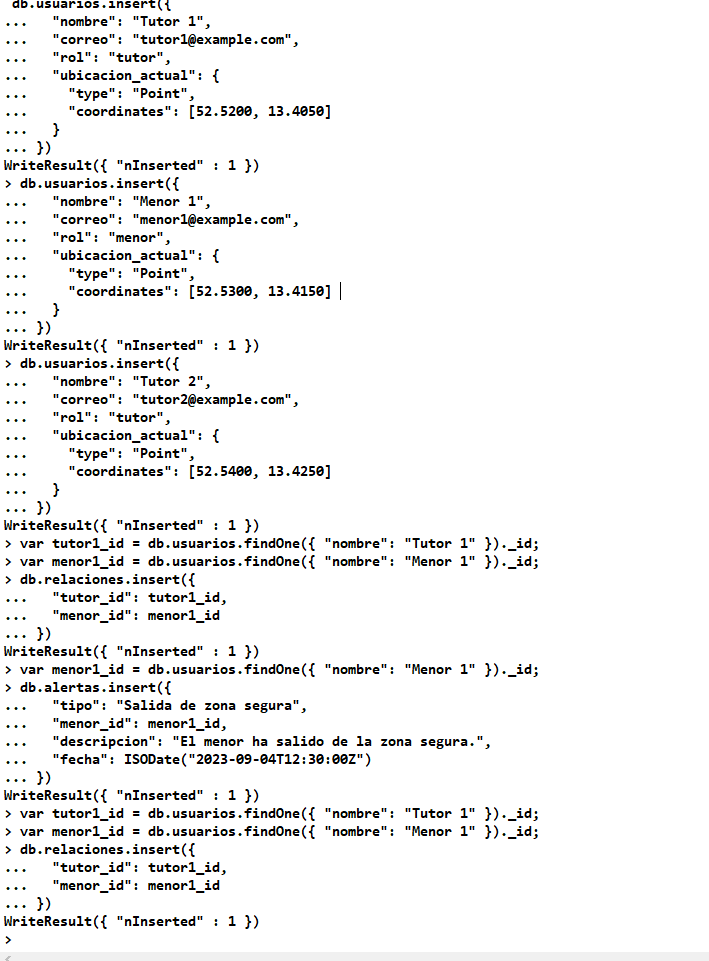 db.usuarios.insert({
...   "nombre": "Tutor 1",
...   "correo": "tutor1@example.com",
...   "rol": "tutor",
...   "ubicacion_actual": {
...     "type": "Point",
...     "coordinates": [52.5200, 13.4050]
...   }
... })
WriteResult({ "nInserted" : 1 })
> db.usuarios.insert({
...   "nombre": "Menor 1",
...   "correo": "menor1@example.com",
...   "rol": "menor",
...   "ubicacion_actual": {
...     "type": "Point",
...     "coordinates": [52.5300, 13.4150]
...   }
... })
WriteResult({ "nInserted" : 1 })
> db.usuarios.insert({
...   "nombre": "Tutor 2",
...   "correo": "tutor2@example.com",
...   "rol": "tutor",
...   "ubicacion_actual": {
...     "type": "Point",
...     "coordinates": [52.5400, 13.4250]
...   }
... })
WriteResult({ "nInserted" : 1 })
> var tutor1_id = db.usuarios.findOne({ "nombre": "Tutor 1" })._id;
> var menor1_id = db.usuarios.findOne({ "nombre": "Menor 1" })._id;
> db.relaciones.insert({
...   "tutor_id": tutor1_id,
...   "menor_id": menor1_id
... })
WriteResult({ "nInserted" : 1 })
> var menor1_id = db.usuarios.findOne({ "nombre": "Menor 1" })._id;
> db.alertas.insert({
...   "tipo": "Salida de zona segura",
...   "menor_id": menor1_id,
...   "descripcion": "El menor ha salido de la zona segura.",
...   "fecha": ISODate("2023-09-04T12:30:00Z")
... })
WriteResult({ "nInserted" : 1 })
> var tutor1_id = db.usuarios.findOne({ "nombre": "Tutor 1" })._id;
> var menor1_id = db.usuarios.findOne({ "nombre": "Menor 1" })._id;
> db.relaciones.insert({
...   "tutor_id": tutor1_id,
...   "menor_id": menor1_id
... })
WriteResult({ "nInserted" : 1 })
>